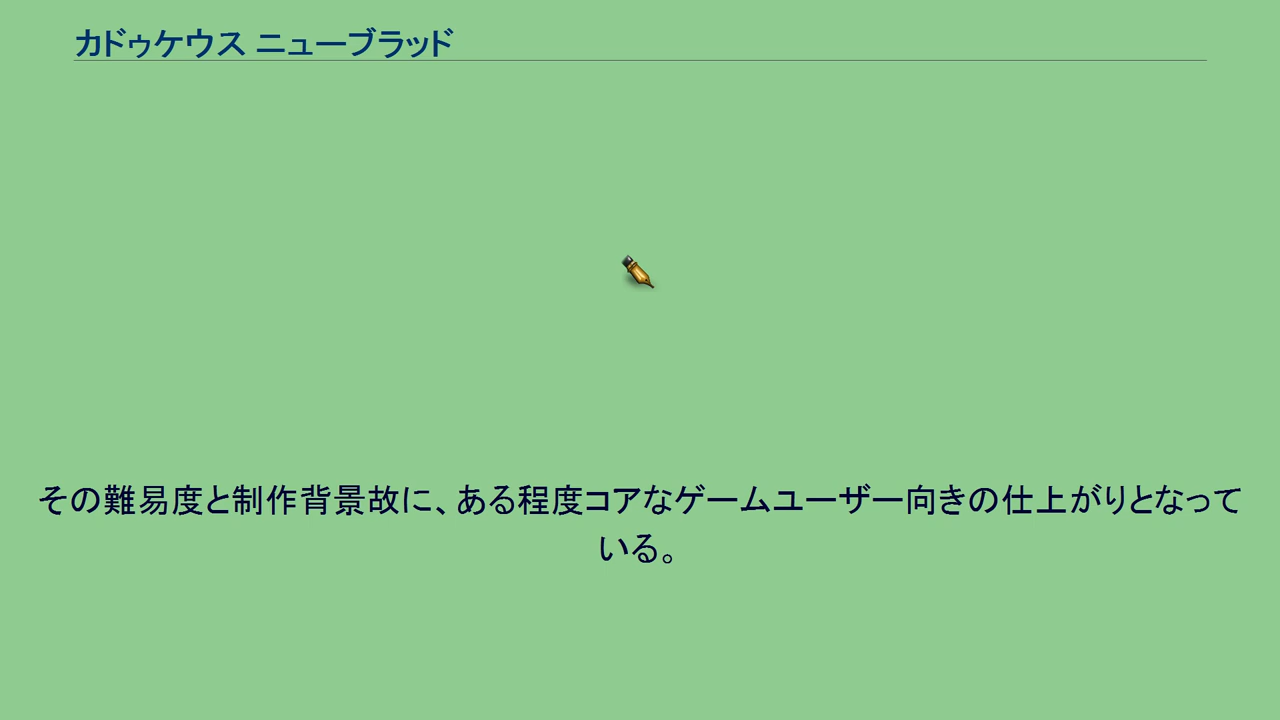 カドゥケウス ニューブラッド
その難易度と制作背景故に、ある程度コアなゲームユーザー向きの仕上がりとなって
いる。